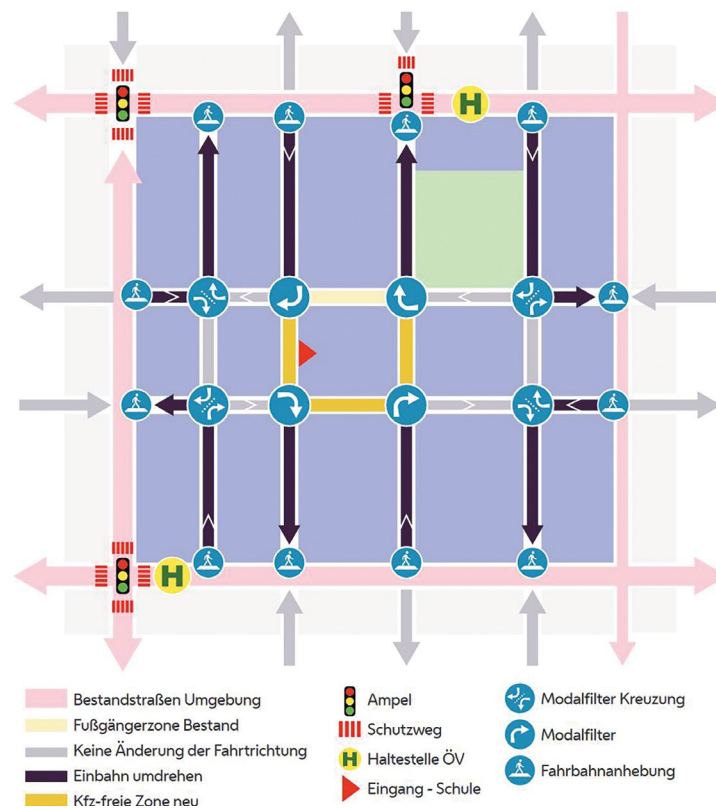 H
H
Bestandstraßen Umgebung
Fußgängerzone Bestand
Keine Änderung der Fahrtrichtung
Einbahn umdrehen
Kfz-freie Zone neu
Ampel
Schutzweg
H Haltestelle ÖV
Eingang - Schule
Modalfilter Kreuzung
Modalfilter
Fahrbahnanhebung